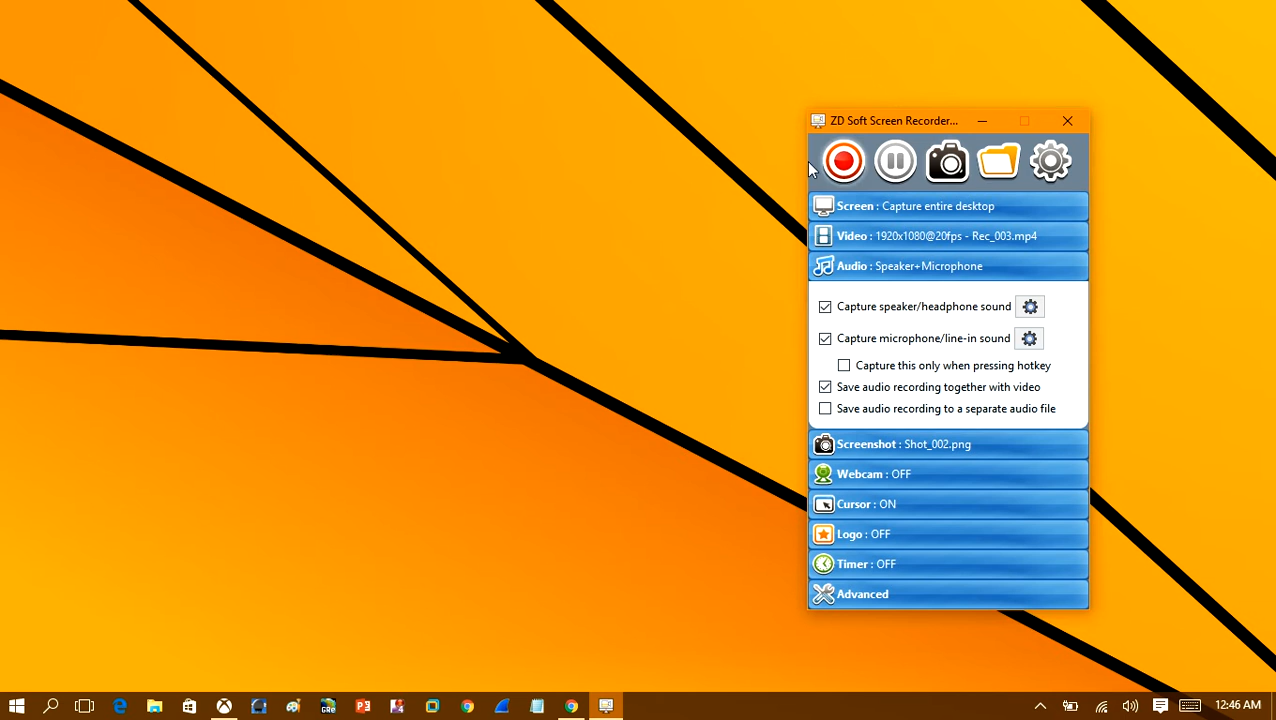 ZD Soft Screen Recorder...
Screen : Capture entire desktop
Video : 1920x1080@20fps - Rec_003.mp4
Audio : Speaker+Microphone
Capture speaker/headphone sound
Capture microphone/line-in sound
Capture this only when pressing hotkey
Save audio recording together with video
Save audio recording to a separate audio file
Screenshot : Shot_002.png
Webcam : OFF
Cursor : ON
Logo : OFF
Timer : OFF
Advanced
12:46 AM